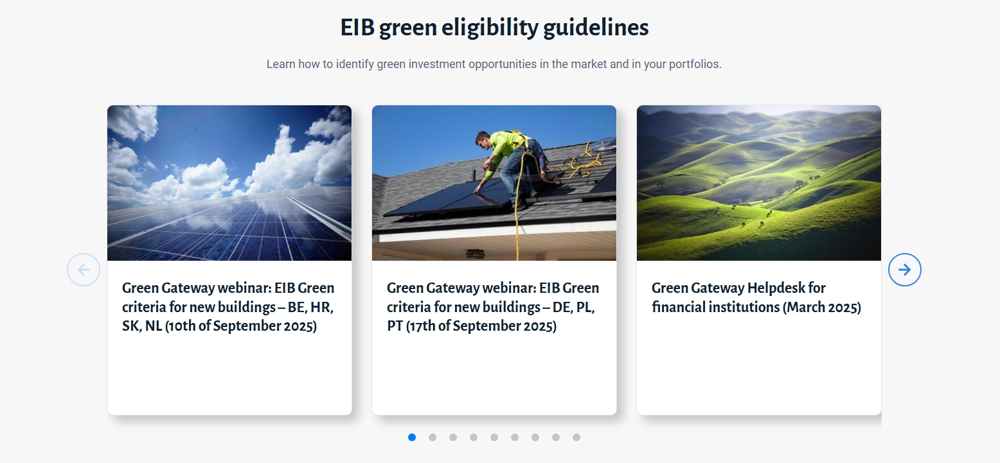 EIB green eligibility guidelines
Learn how to identify green investment opportunities in the market and in your portfolios.
Green Gateway webinar: EIB Green
criteria for new buildings – BE, HR,
SK, NL (10th of September 2025)
Green Gateway webinar: EIB Green
criteria for new buildings – DE, PL,
PT (17th of September 2025)
Green Gateway Helpdesk for
financial institutions (March 2025)